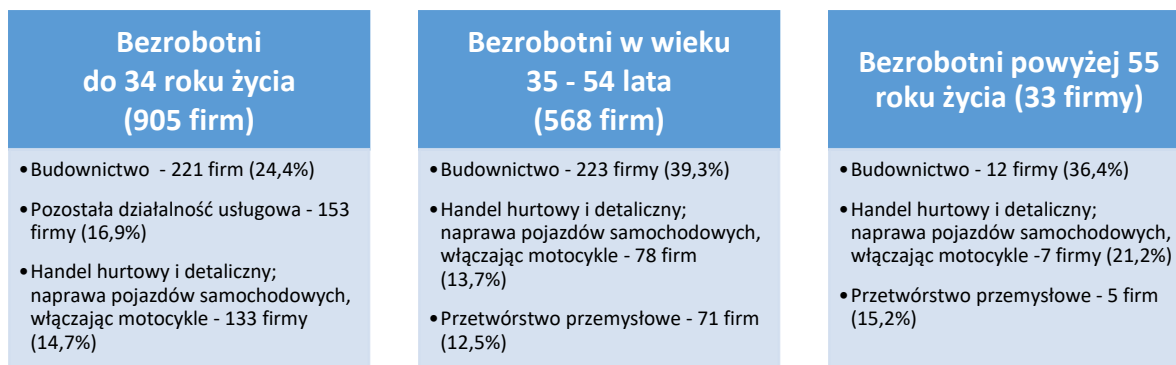 Bezrobotni
do 34 roku życia
(905 firm)
• Budownictwo - 221 firm (24,4%)
• Pozostała działalność usługowa - 153
firmy (16,9%)
• Handel hurtowy i detaliczny;
naprawa pojazdów samochodowych,
włączając motocykle - 133 firmy
(14,7%)
Bezrobotni w wieku
35 - 54 lata
(568 firm)
• Budownictwo - 223 firmy (39,3%)
• Handel hurtowy i detaliczny;
naprawa pojazdów samochodowych,
włączając motocykle - 78 firm
(13,7%)
• Przetwórstwo przemysłowe - 71 firm
(12,5%)
Bezrobotni powyżej 55
roku życia (33 firmy)
• Budownictwo - 12 firmy (36,4%)
• Handel hurtowy i detaliczny;
naprawa pojazdów samochodowych,
włączając motocykle -7 firmy (21,2%)
• Przetwórstwo przemysłowe - 5 firm
(15,2%)